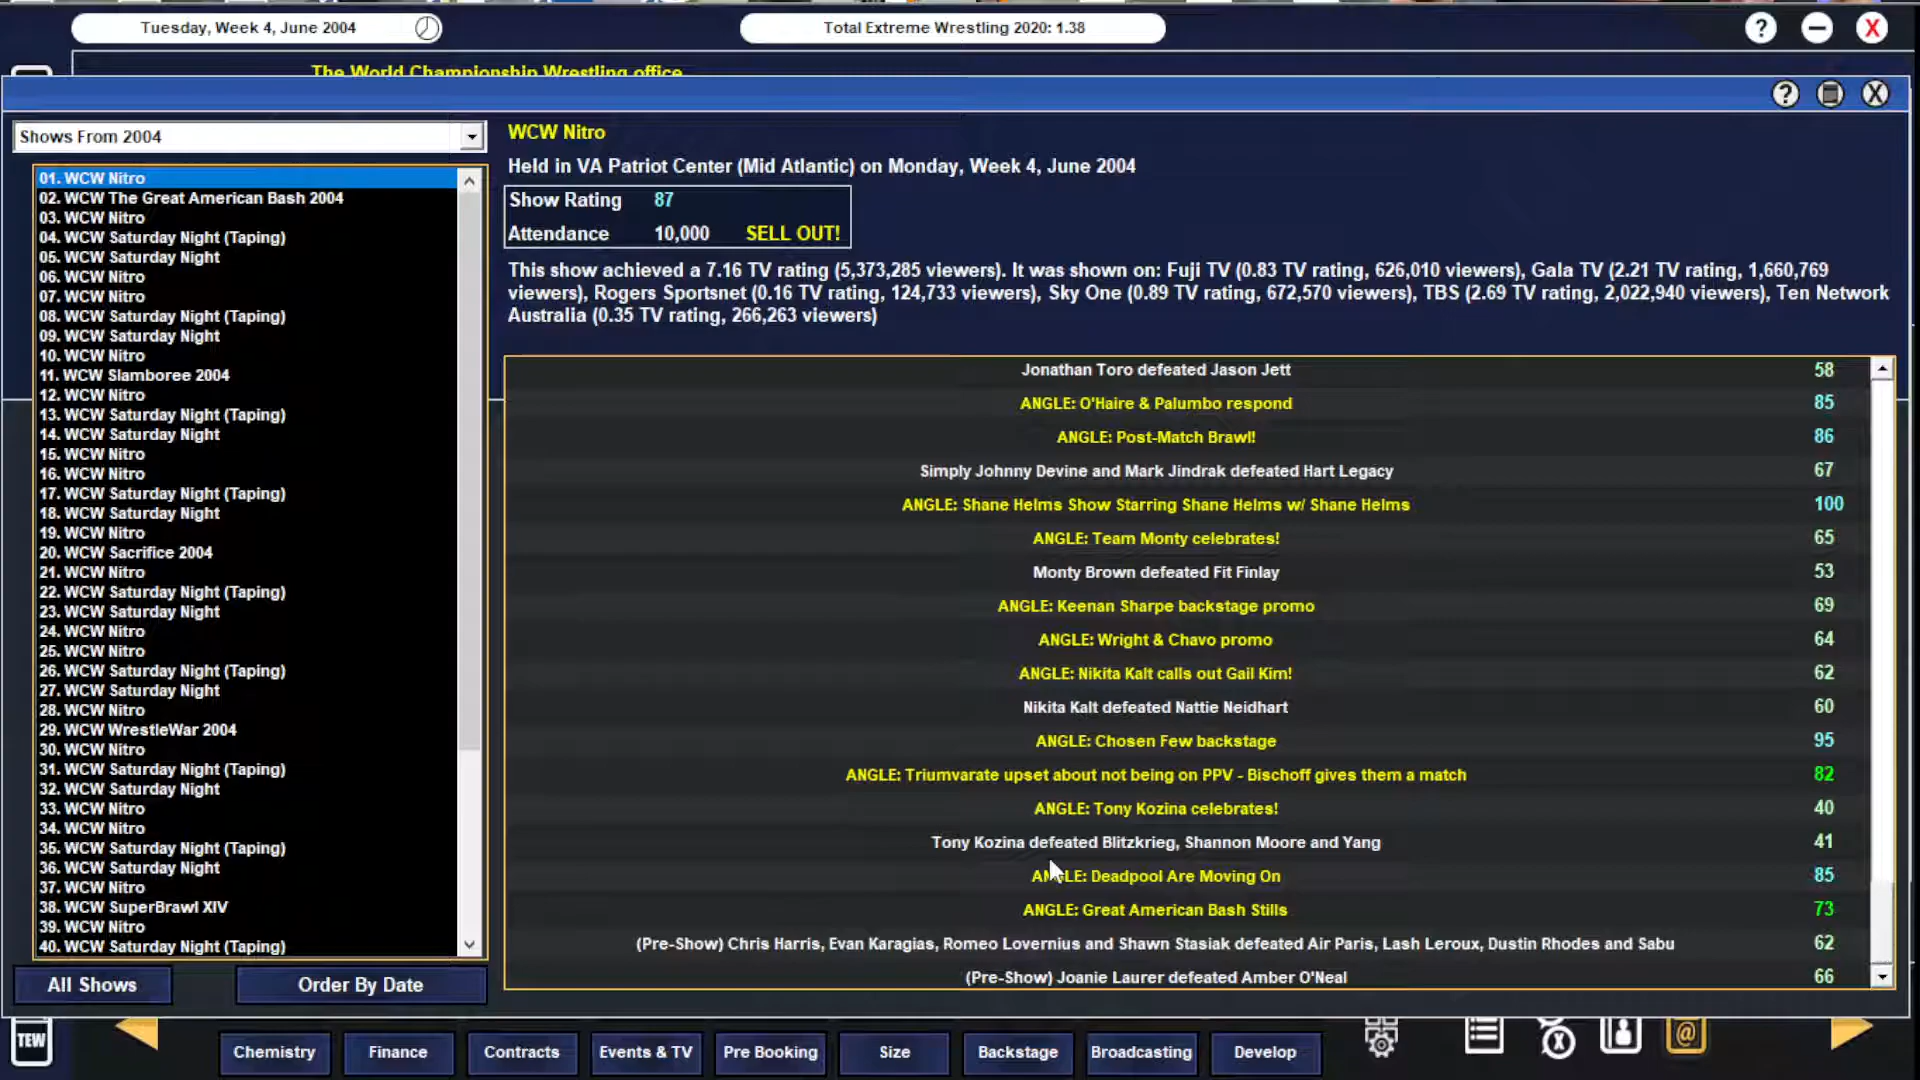 Tuesday, Week 4, June 2004
Total Extreme Wrestling 2020: 1.38
?
X
The World Championship Wrestling office
?
X
Shows From 2004
01. WCW Nitro
02. WCW The Great American Bash 2004
03. WCW Nitro
04. WCW Saturday Night (Taping)
05. WCW Saturday Night
06. WCW Nitro
07. WCW Nitro
08. WCW Saturday Night (Taping)
09. WCW Saturday Night
10. WCW Nitro
11. WCW Slamboree 2004
12. WCW Nitro
13. WCW Saturday Night (Taping)
14. WCW Saturday Night
15. WCW Nitro
16. WCW Nitro
17. WCW Saturday Night (Taping)
18. WCW Saturday Night
19. WCW Nitro
20. WCW Sacrifice 2004
21. WCW Nitro
22. WCW Saturday Night (Taping)
23. WCW Saturday Night
24. WCW Nitro
25. WCW Nitro
26. WCW Saturday Night (Taping)
27. WCW Saturday Night
28. WCW Nitro
29. WCW WrestleWar 2004
30. WCW Nitro
31. WCW Saturday Night (Taping)
32. WCW Saturday Night
33. WCW Nitro
34. WCW Nitro
35. WCW Saturday Night (Taping)
36. WCW Saturday Night
37. WCW Nitro
38. WCW SuperBrawl XIV
39. WCW Nitro
40. WCW Saturday Night (Taping)
All Shows
Order By Date
WCW Nitro
Held in VA Patriot Center (Mid Atlantic) on Monday, Week 4, June 2004
Show Rating 87
Attendance 10,000 SELL OUT!
This show achieved a 7.16 TV rating (5,373,285 viewers). It was shown on: Fuji TV (0.83 TV rating, 626,010 viewers), Gala TV (2.21 TV rating, 1,660,769
viewers), Rogers Sportsnet (0.16 TV rating, 124,733 viewers), Sky One (0.89 TV rating, 672,570 viewers), TBS (2.69 TV rating, 2,022,940 viewers), Ten Network
Australia (0.35 TV rating, 266,263 viewers)
Jonathan Toro defeated Jason Jett 58
ANGLE: O'Haire & Palumbo respond 85
ANGLE: Post-Match Brawl! 86
Simply Johnny Devine and Mark Jindrak defeated Hart Legacy 67
ANGLE: Shane Helms Show Starring Shane Helms w/ Shane Helms 100
ANGLE: Team Monty celebrates! 65
Monty Brown defeated Fit Finlay 53
ANGLE: Keenan Sharpe backstage promo 69
ANGLE: Wright & Chavo promo 64
ANGLE: Nikita Kalt calls out Gail Kim! 62
Nikita Kalt defeated Nattie Neidhart 60
ANGLE: Chosen Few backstage 95
ANGLE: Triumvarate upset about not being on PPV - Bischoff gives them a match 82
ANGLE: Tony Kozina celebrates! 40
Tony Kozina defeated Blitzkrieg, Shannon Moore and Yang 41
ANGLE: Deadpool Are Moving On 85
ANGLE: Great American Bash Stills 73
(Pre-Show) Chris Harris, Evan Karagias, Romeo Lovernius and Shawn Stasiak defeated Air Paris, Lash Leroux, Dustin Rhodes and Sabu 62
(Pre-Show) Joanie Laurer defeated Amber O'Neal 66
TEW
Chemistry
Finance
Contracts
Events & TV
Pre Booking
Size
Backstage
Broadcasting
Develop
X
@